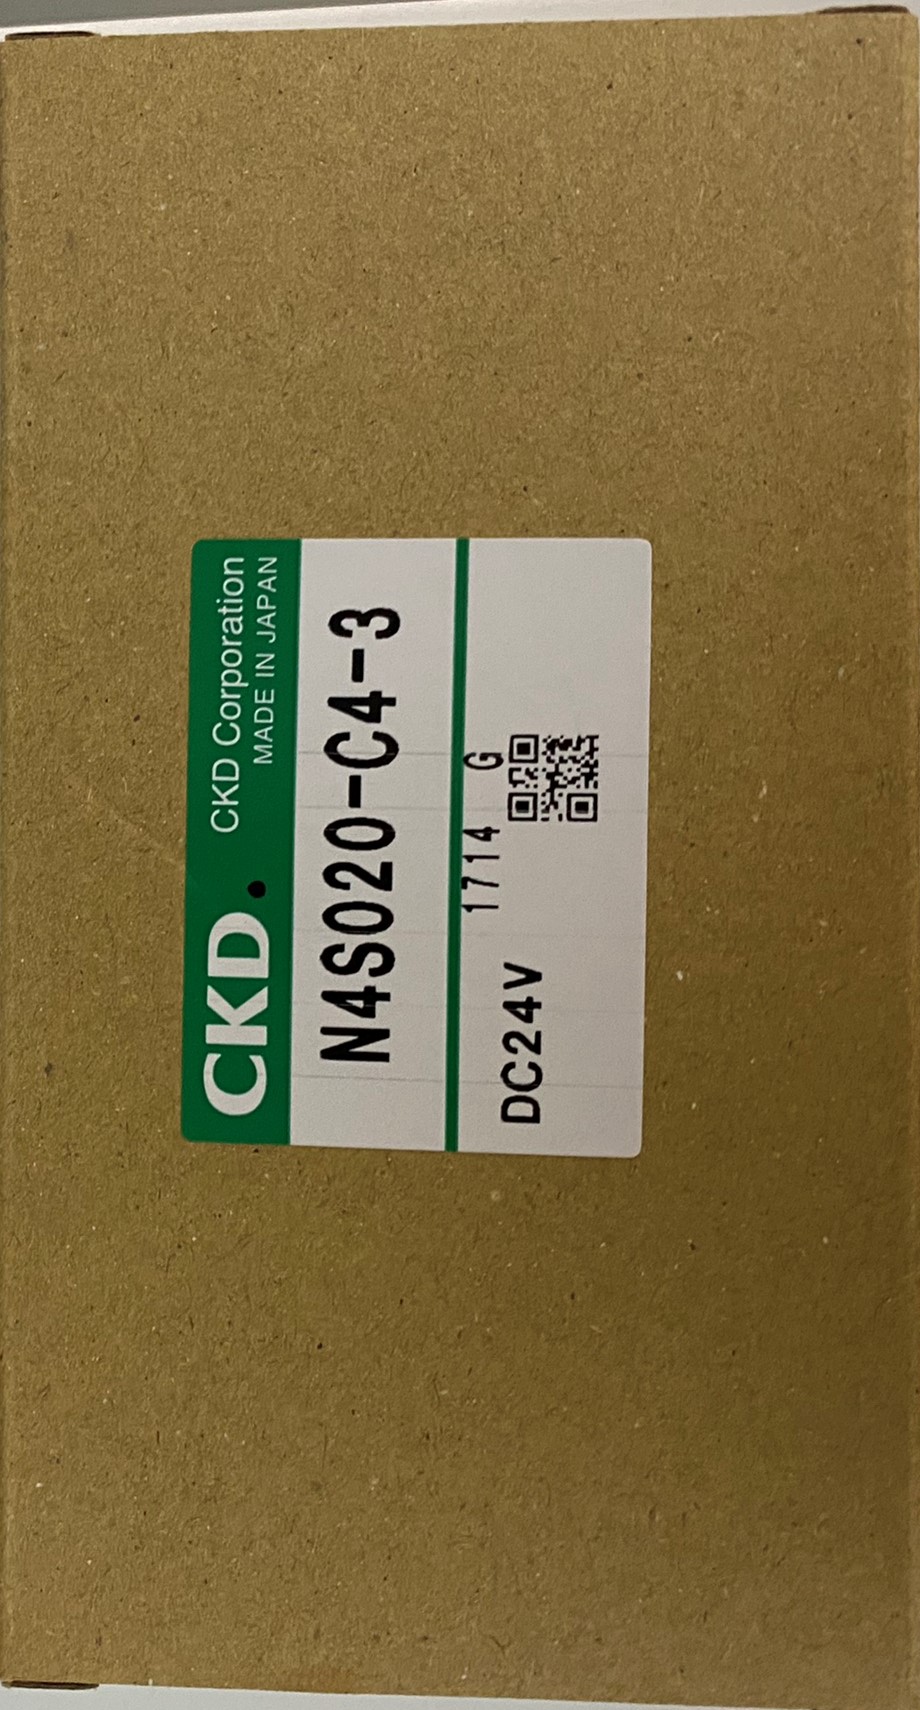 CKD.
CKD Corporation
MADE IN JAPAN
N4S020-C4-3
1714 G
DC24V